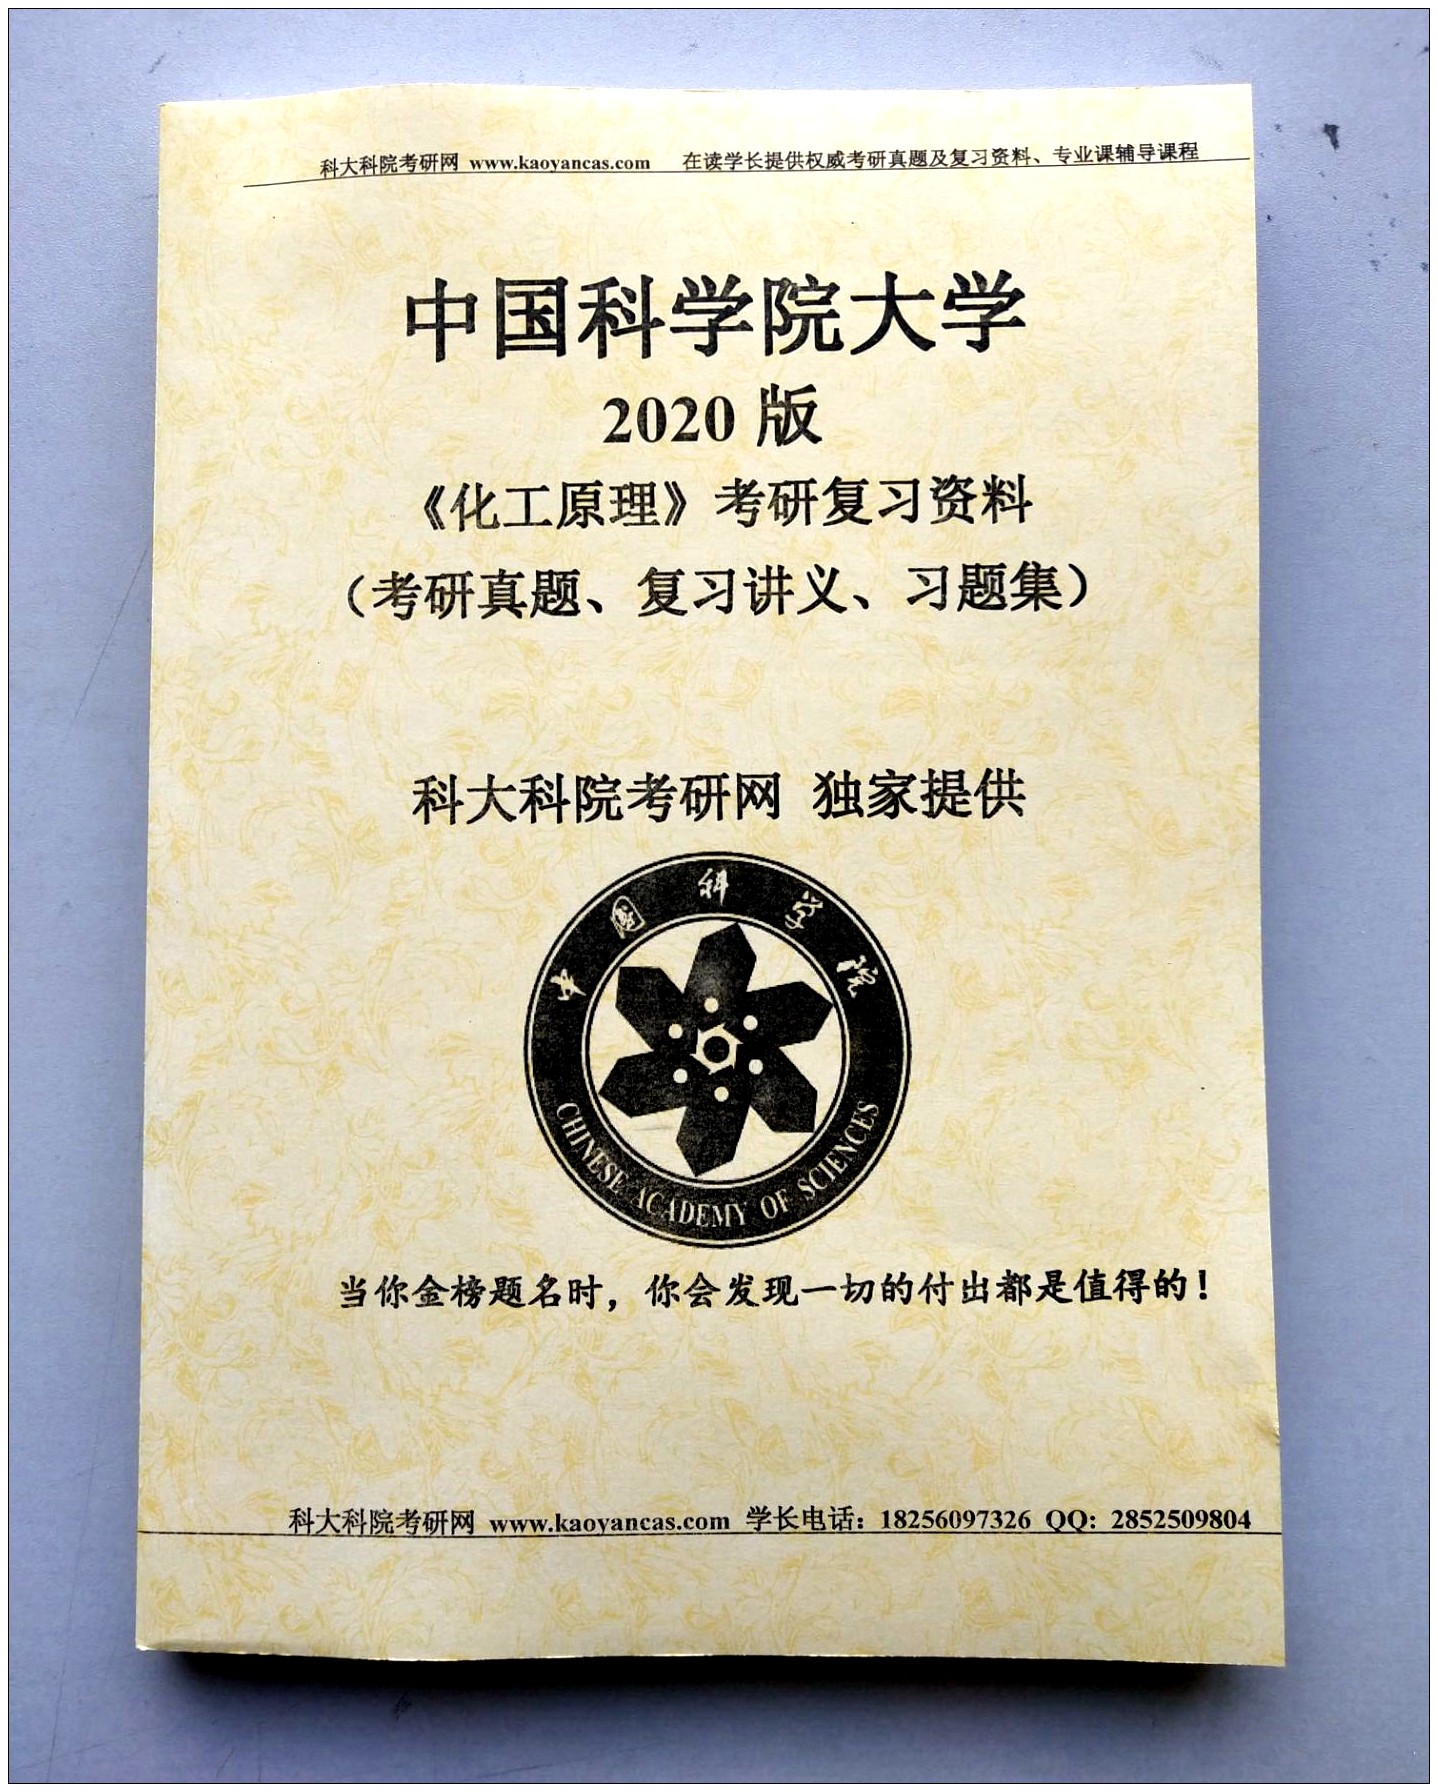 科大科院考研网 www.kaoyancas.com 在读学长提供权威考研真题及复习资料、专业课辅导课程
中国科学院大学
2020 版
《化工原理》考研复习资料
（考研真题、复习讲义、习题集）
科大科院考研网 独家提供
中國科学院
CHINESE ACADEMY OF SCIENCES
当你金榜题名时，你会发现一切的付出都是值得的！
科大科院考研网 www.kaoyancas.com 学长电话：18256097326 QQ：2852509804